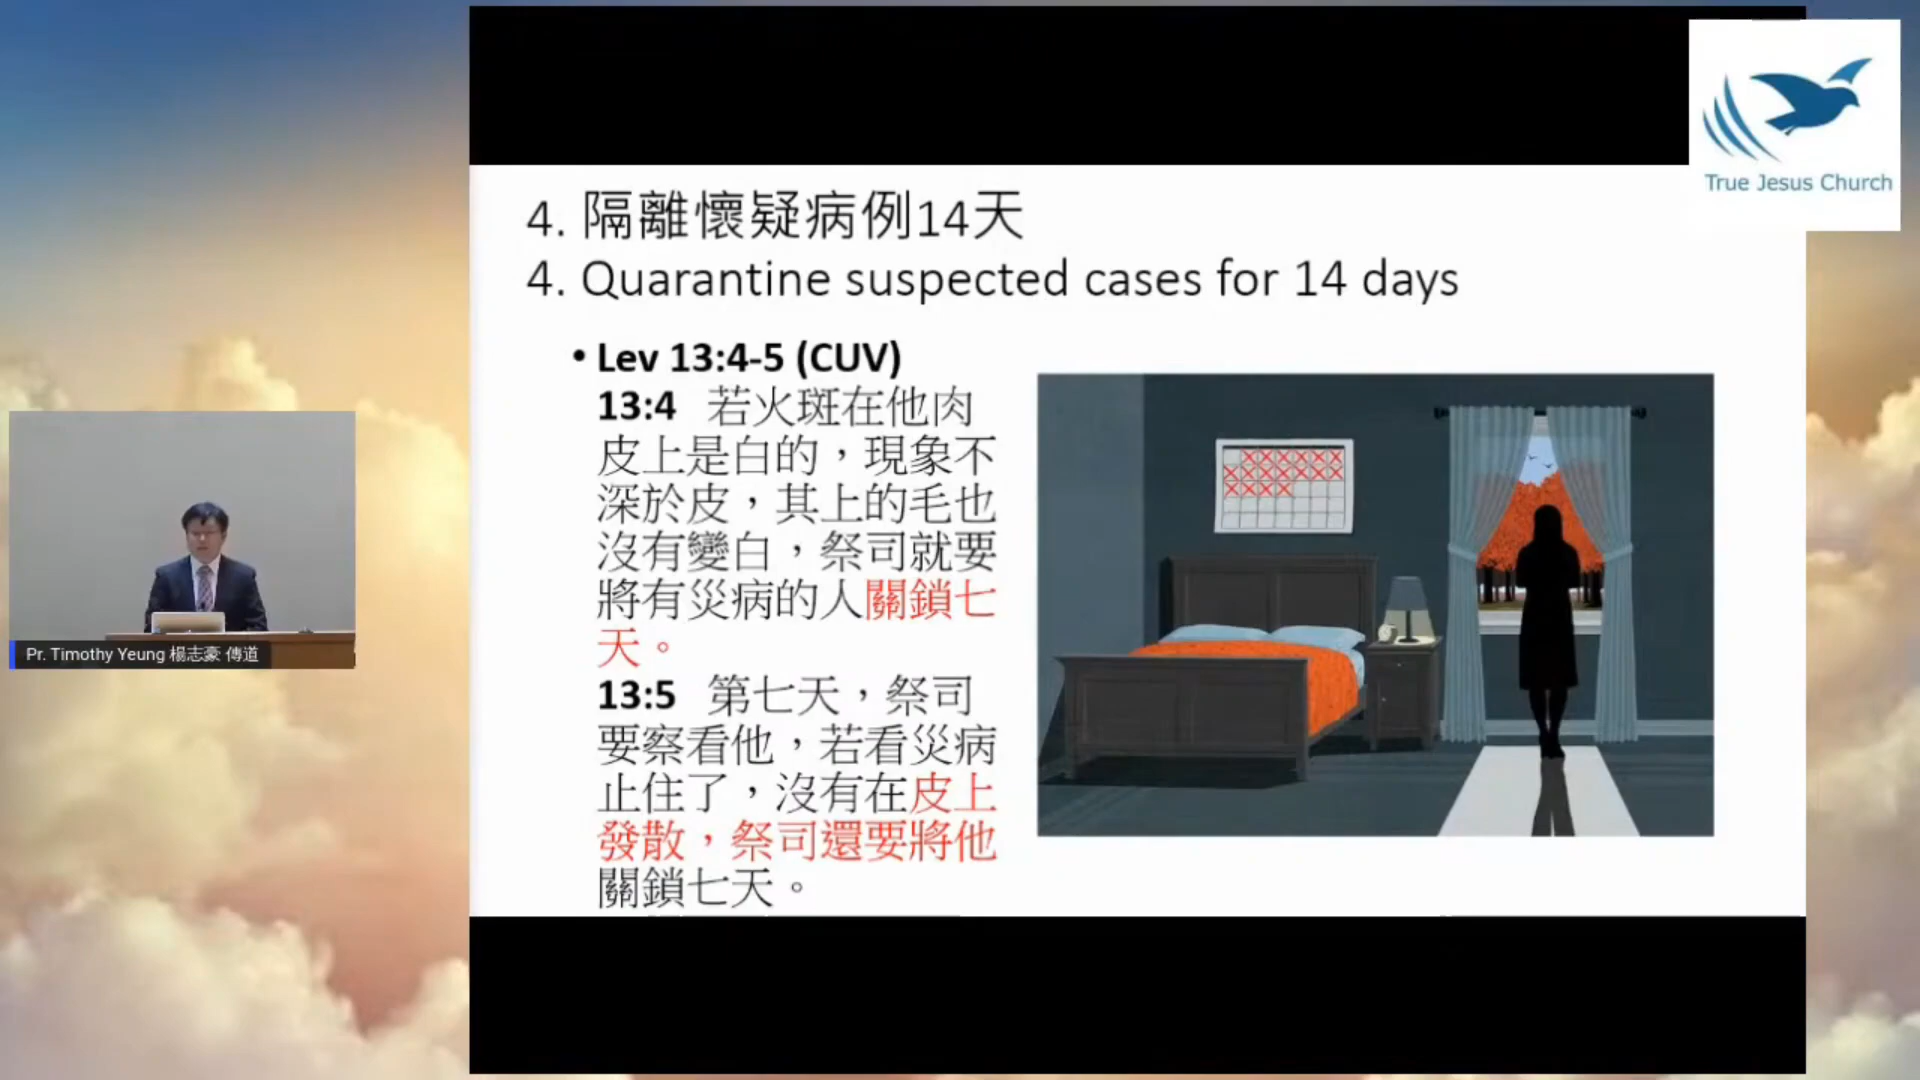 True Jesus Church
4. 隔離懷疑病例14天
4. Quarantine suspected cases for 14 days
• Lev 13:4-5 (CUV)
13:4 若火斑在他肉
皮上是白的，現象不
深於皮，其上的毛也
沒有變白，祭司就要
將有災病的人關鎖七
天。
13:5 第七天，祭司
要察看他，若看災病
止住了，沒有在皮上
發散，祭司還要將他
關鎖七天。
Pr. Timothy Yeung 楊志豪 傳道